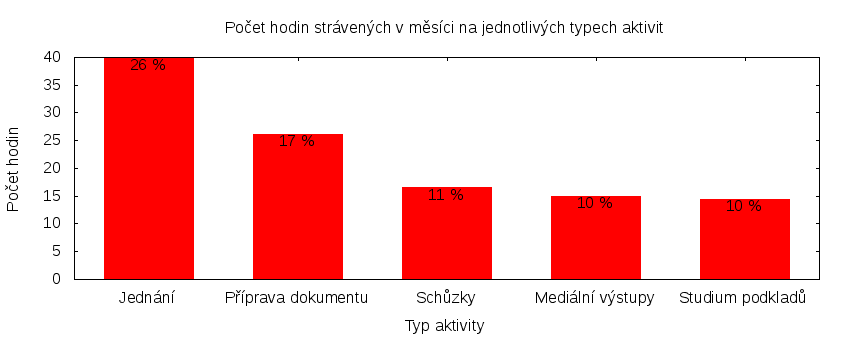 Počet hodin strávených v měsíci na jednotlivých typech aktivit
Počet hodin
40
35
30
25
20
15
10
5
0
26 %
17 %
11 %
10 %
10 %
Jednání
Příprava dokumentu
Schůzky
Mediální výstupy
Studium podkladů
Typ aktivity